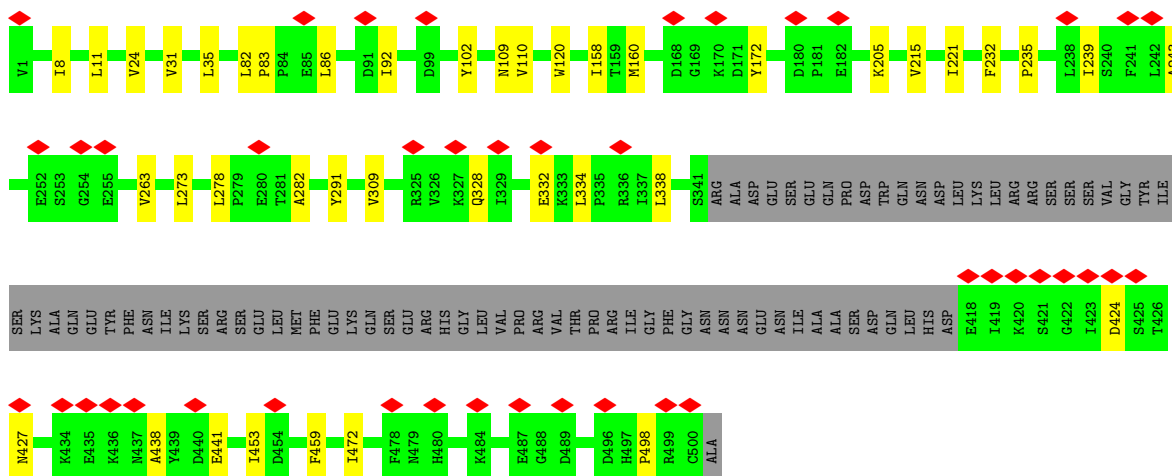 V1 I8 L11 V24 V31 L35 L82 P83 P84 E85 L86 D91 I92 D99 Y102 N109 V110 W120 I158 T159 M160 D168 G169 K170 D171 Y172 D180 P181 E182 K205 V215 I221 F232 P235 L238 I239 S240 F241 L242
E252 S253 G254 E255 V263 L273 L278 P279 E280 T281 A282 Y291 V309 R325 V326 K327 Q328 I329 E332 K333 L334 P335 R336 I337 L338 S341 ARG ALA ASP GLU SER GLU GLN PRO ASP TRP GLN ASN ASP LEU LYS LEU ARG ARG SER SER SER VAL GLY TYR ILE
SER LYS ALA GLN GLU TYR PHE ASN ILE LYS SER ARG SER GLU LEU MET PHE GLU LYS GLN SER GLU ARG HIS GLY LEU VAL PRO ARG VAL THR PRO ARG ILE GLY PHE GLY ASN ASN ASN GLU ASN ILE ALA ALA SER ASP GLN LEU HIS ASP E418 I419 K420 S421 G422 I423 D424 S425 T426
N427 K434 E435 K436 N437 A438 Y439 D440 E441 I453 D454 F459 I472 F478 N479 H480 K484 E487 G488 D489 D496 H497 P498 R499 C500 ALA